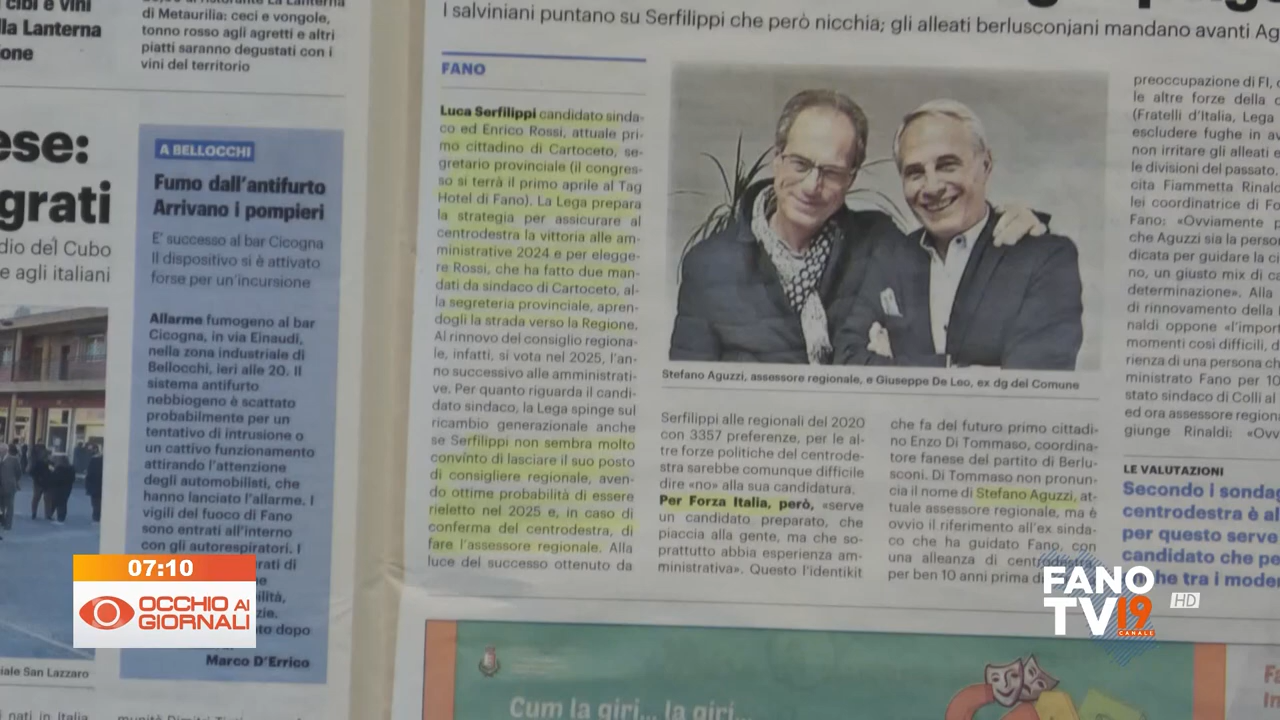 cibi e vini
lla Lanterna
one
di Metaurilia: ceci e vongole,
tonno rosso agli agretti e altri
piatti saranno degustati con i
vini del territorio
ese:
grati
dio del Cubo
e agli italiani
iale San Lazzaro
nati in Italia
A BELLOCCHI
Fumo dall'antifurto
Arrivano i pompieri
E' successo al bar Cicogna
Il dispositivo si è attivato
forse per un'incursione
Allarme fumogeno al bar
Cicogna, in via Einaudi,
nella zona industriale di
Bellocchi, ieri alle 20. Il
sistema antifurto
nebbiogeno è scattato
probabilmente per un
tentativo di intrusione o
un cattivo funzionamento
attirando l'attenzione
degli automobilisti, che
hanno lanciato l'allarme. I
vigili del fuoco di Fano
sono entrati all'interno
con gli autorespiratori. I
rati di
ne
ilità,
zie.
to dopo
Marco D'Errico
I salviniani puntano su Serfilippi che però nicchia; gli alleati berlusconjani mandano avanti Ag
FANO
Luca Serfilippi candidato sinda-
co ed Enrico Rossi, attuale pri-
mo cittadino di Cartoceto, se-
gretario provinciale (il congres-
so si terrà il primo aprile al Tag
Hotel di Fano). La Lega prepara
la strategia per assicurare al
centrodestra la vittoria alle am-
ministrative 2024 e per elegge-
re Rossi, che ha fatto due man-
dati da sindaco di Cartoceto, al-
la segreteria provinciale, apren-
dogli la strada verso la Regione.
Al rinnovo del consiglio regiona-
le, infatti, si vota nel 2025, l'an-
no successivo alle amministrati-
ve. Per quanto riguarda il candi-
dato sindaco, la Lega spinge sul
ricambio generazionale anche
se Serfilippi non sembra molto
convinto di lasciare il suo posto
di consigliere regionale, aven-
do ottime probabilità di essere
rieletto nel 2025 e, in caso di
conferma del centrodestra, di
fare l'assessore regionale. Alla
luce del successo ottenuto da
Stefano Aguzzi, assessore regionale, e Giuseppe De Leo, ex dg del Comune
Serfilippi alle regionali del 2020
con 3357 preferenze, per le al-
tre forze politiche del centrode-
stra sarebbe comunque difficile
dire «no» alla sua candidatura.
Per Forza Italia, però, «serve
un candidato preparato, che
piaccia alla gente, ma che so-
prattutto abbia esperienza am-
ministrativa». Questo l'identikit
che fa del futuro primo cittadi-
no Enzo Di Tommaso, coordina-
tore fanese del partito di Berlu-
sconi. Di Tommaso non pronun-
cia il nome di Stefano Aguzzi, at-
tuale assessore regionale, ma è
ovvio il riferimento all'ex sinda-
co che ha guidato Fano, con
una alleanza di centrodestra
per ben 10 anni prima d
preoccupazione di FI,
le altre forze della c
(Fratelli d'Italia, Lega
escludere fughe in av
non irritare gli alleati e
le divisioni del passato.
cita Fiammetta Rinald
lei coordinatrice di Fo
Fano: «Ovviamente p
che Aguzzi sia la person
dicata per guidare la ci
no, un giusto mix di ca
determinazione». Alla
di rinnovamento della
naldi oppone «l'impor
momenti così difficili, d
rienza di una persona ch
ministrato Fano per 10
stato sindaco di Colli al
ed ora assessore region
giunge Rinaldi: «Ovv
LE VALUTAZIONI
Secondo i sondag
centrodestra è al
per questo serve
candidato che pe
che tra i moder
Cum la giri... la giri...
07:10
OCCHIO AI
GIORNALI
FANO
TV19
CANALE
HD